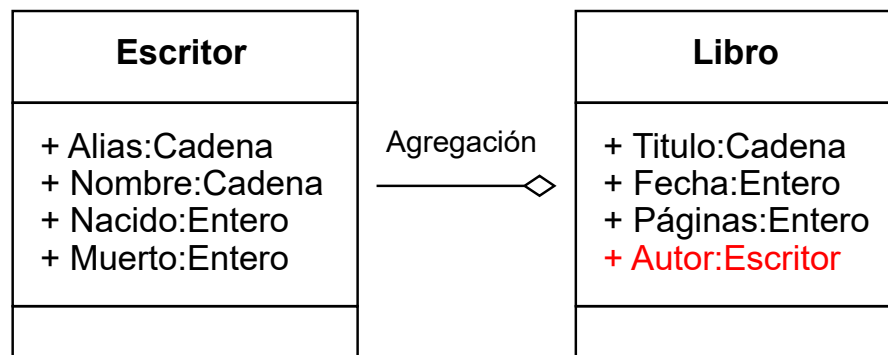 Escritor
+ Alias:Cadena
+ Nombre:Cadena
+ Nacido:Entero
+ Muerto:Entero
Agregación
Libro
+ Titulo:Cadena
+ Fecha:Entero
+ Páginas:Entero
+ Autor:Escritor